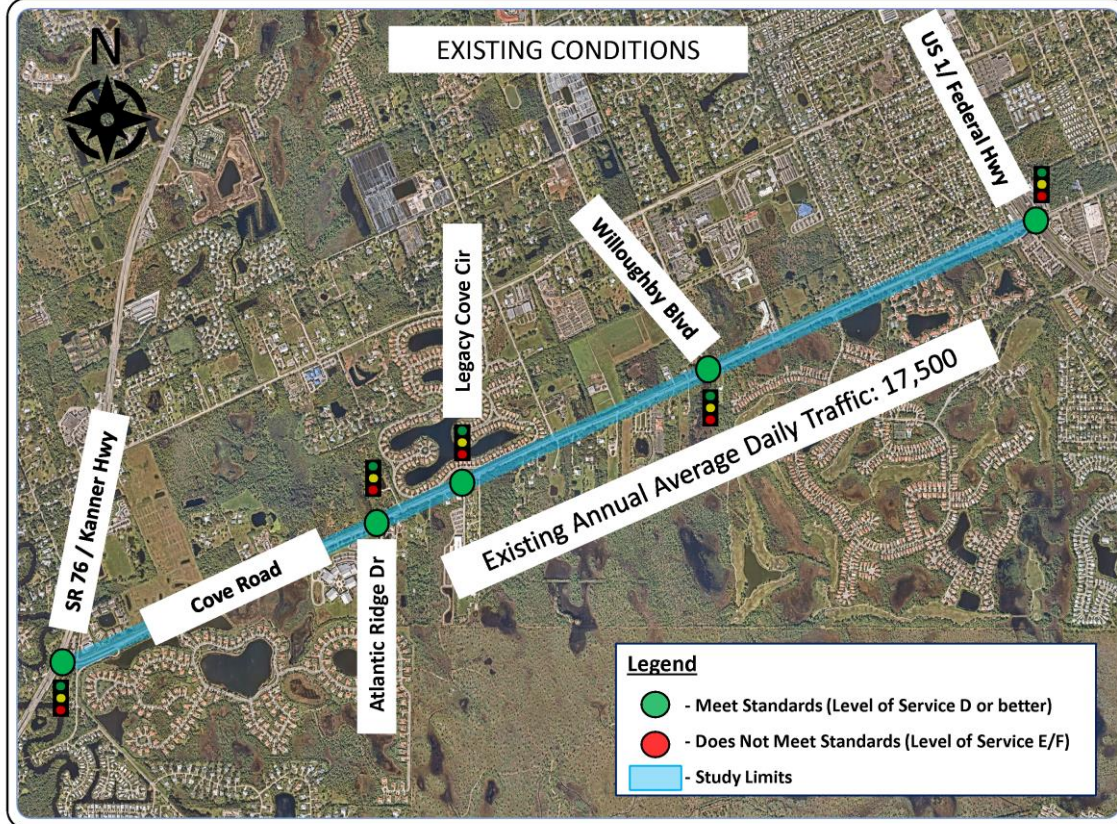 EXISTING CONDITIONS
N
US 1/ Federal Hwy
Willoughby Blvd
Legacy Cove Cir
SR 76 / Kanner Hwy
Cove Road
Atlantic Ridge Dr
Existing Annual Average Daily Traffic: 17,500
Legend
- Meet Standards (Level of Service D or better)
- Does Not Meet Standards (Level of Service E/F)
- Study Limits